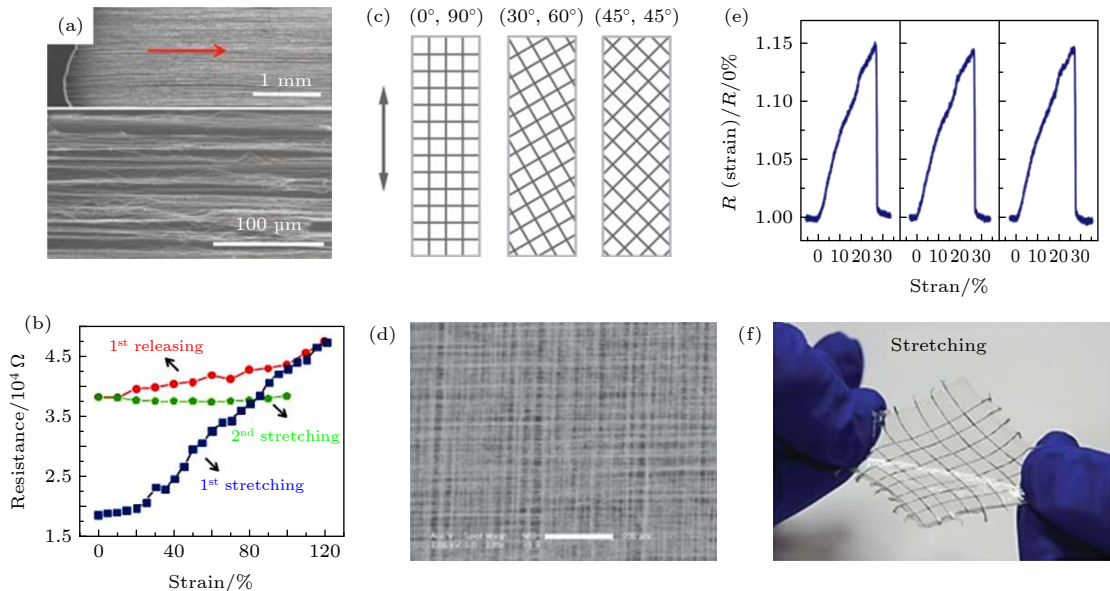 (a)
1 mm
100 μm
(c) (0°, 90°) (30°, 60°) (45°, 45°)
(e)
R (strain)/R/0%
1.15
1.10
1.05
1.00
0 10 20 30 0 10 20 30 0 10 20 30
Stran/%
(b)
Resistance/10⁴ Ω
4.5
3.5
2.5
1.5
1st releasing
2nd stretching
1st stretching
0 40 80 120
Strain/%
(d)
(f)
Stretching